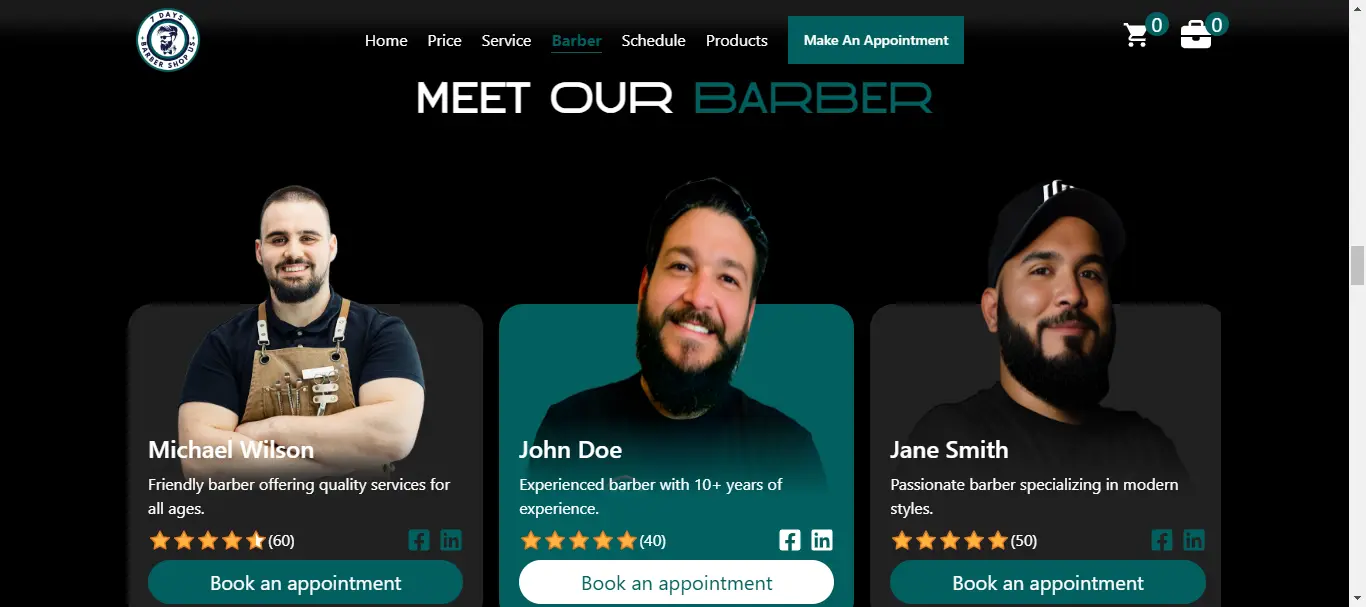 7 DAYS
BARBER SHOP US
Home Price Service Barber Schedule Products Make An Appointment 0 0
MEET OUR BARBER
Michael Wilson
Friendly barber offering quality services for
all ages.
(60)
Book an appointment
John Doe
Experienced barber with 10+ years of
experience.
(40)
Book an appointment
Jane Smith
Passionate barber specializing in modern
styles.
(50)
Book an appointment